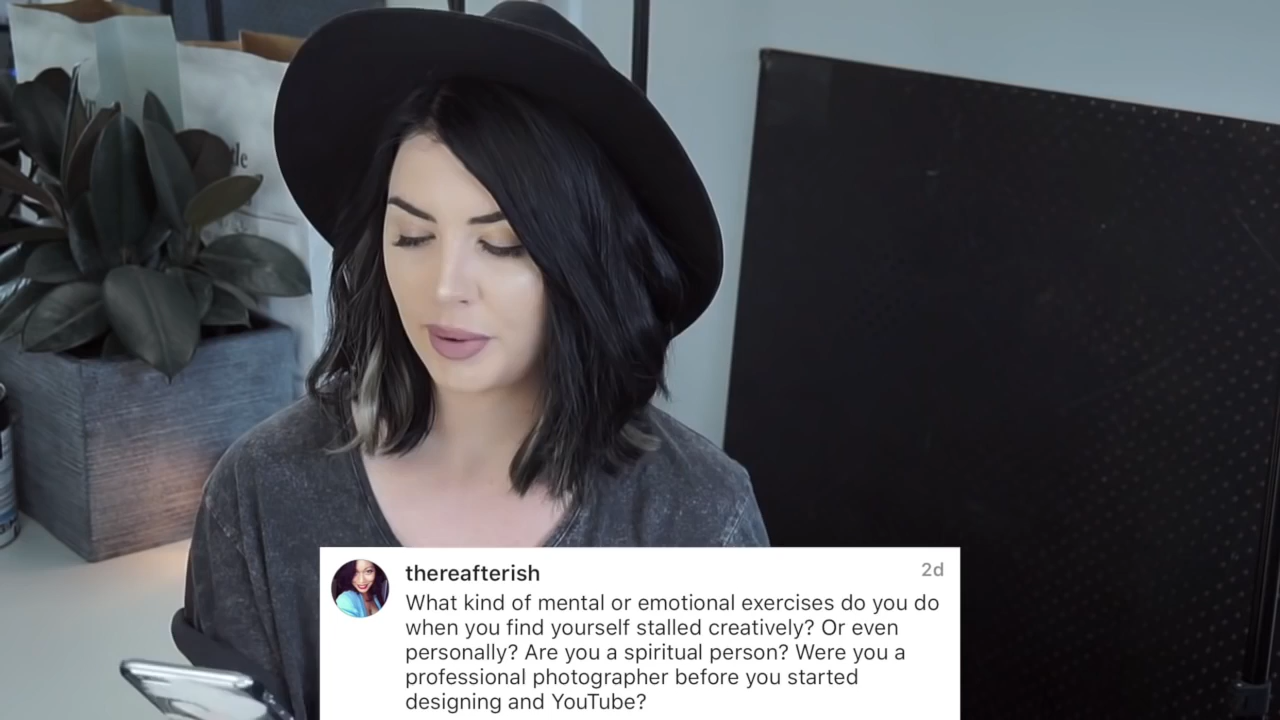 thereafterish
2d
What kind of mental or emotional exercises do you do
when you find yourself stalled creatively? Or even
personally? Are you a spiritual person? Were you a
professional photographer before you started
designing and YouTube?